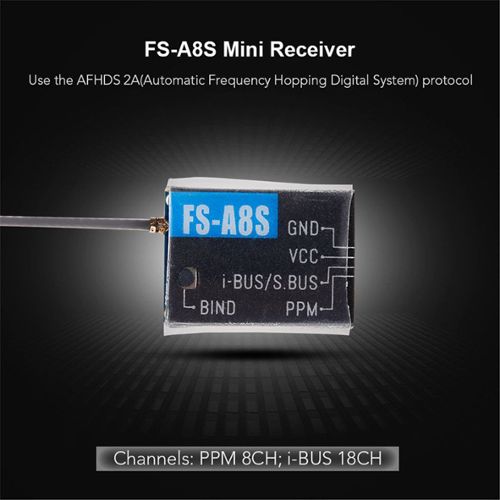 FS-A8S Mini Receiver
Use the AFHDS 2A(Automatic Frequency Hopping Digital System) protocol
FS-A8S
GND
VCC
i-BUS/S.BUS
BIND
PPM
Channels: PPM 8CH; i-BUS 18CH